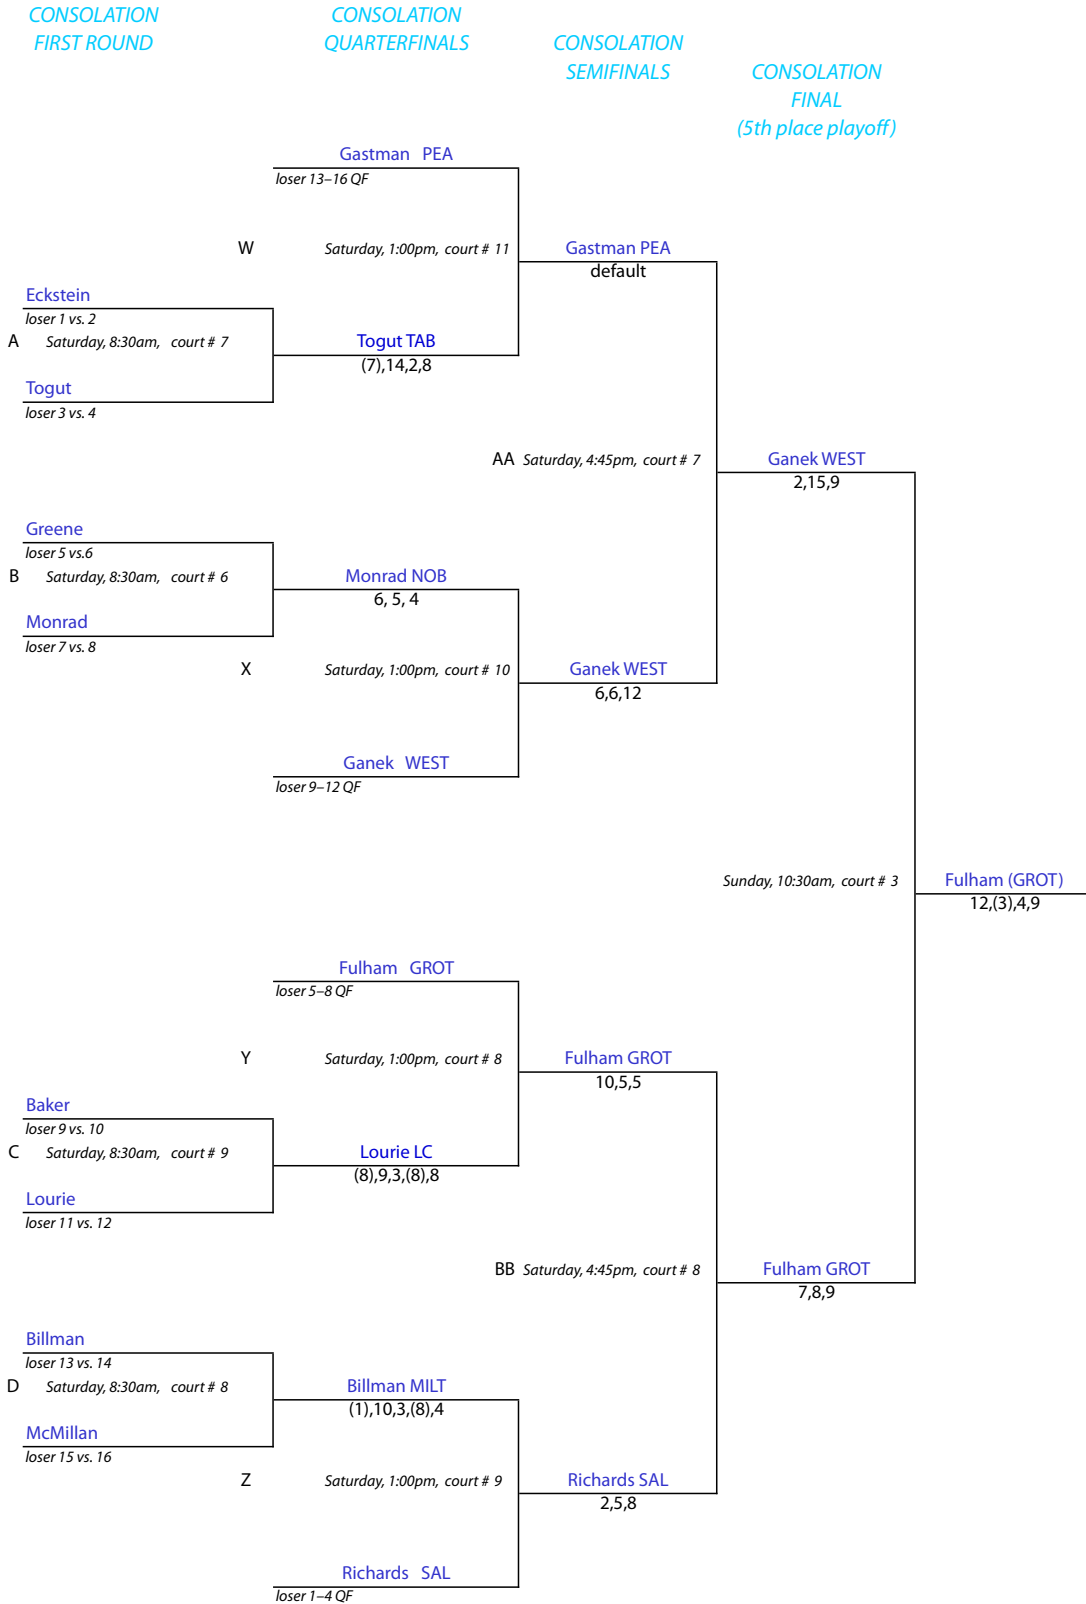 CONSOLATION
FIRST ROUND
CONSOLATION
QUARTERFINALS
CONSOLATION
SEMIFINALS
CONSOLATION
FINAL
(5th place playoff)
Gastman PEA
loser 13–16 QF
W Saturday, 1:00pm, court # 11
Gastman PEA
default
Eckstein
loser 1 vs. 2
A Saturday, 8:30am, court # 7
Togut TAB
(7),14,2,8
Togut
loser 3 vs. 4
AA Saturday, 4:45pm, court # 7
Ganek WEST
2,15,9
Greene
loser 5 vs.6
B Saturday, 8:30am, court # 6
Monrad NOB
6, 5, 4
Monrad
loser 7 vs. 8
X Saturday, 1:00pm, court # 10
Ganek WEST
6,6,12
Ganek WEST
loser 9–12 QF
Sunday, 10:30am, court # 3
Fulham (GROT)
12,(3),4,9
Fulham GROT
loser 5–8 QF
Y Saturday, 1:00pm, court # 8
Fulham GROT
10,5,5
Baker
loser 9 vs. 10
C Saturday, 8:30am, court # 9
Lourie LC
(8),9,3,(8),8
Lourie
loser 11 vs. 12
BB Saturday, 4:45pm, court # 8
Fulham GROT
7,8,9
Billman
loser 13 vs. 14
D Saturday, 8:30am, court # 8
Billman MILT
(1),10,3,(8),4
McMillan
loser 15 vs. 16
Z Saturday, 1:00pm, court # 9
Richards SAL
2,5,8
Richards SAL
loser 1–4 QF